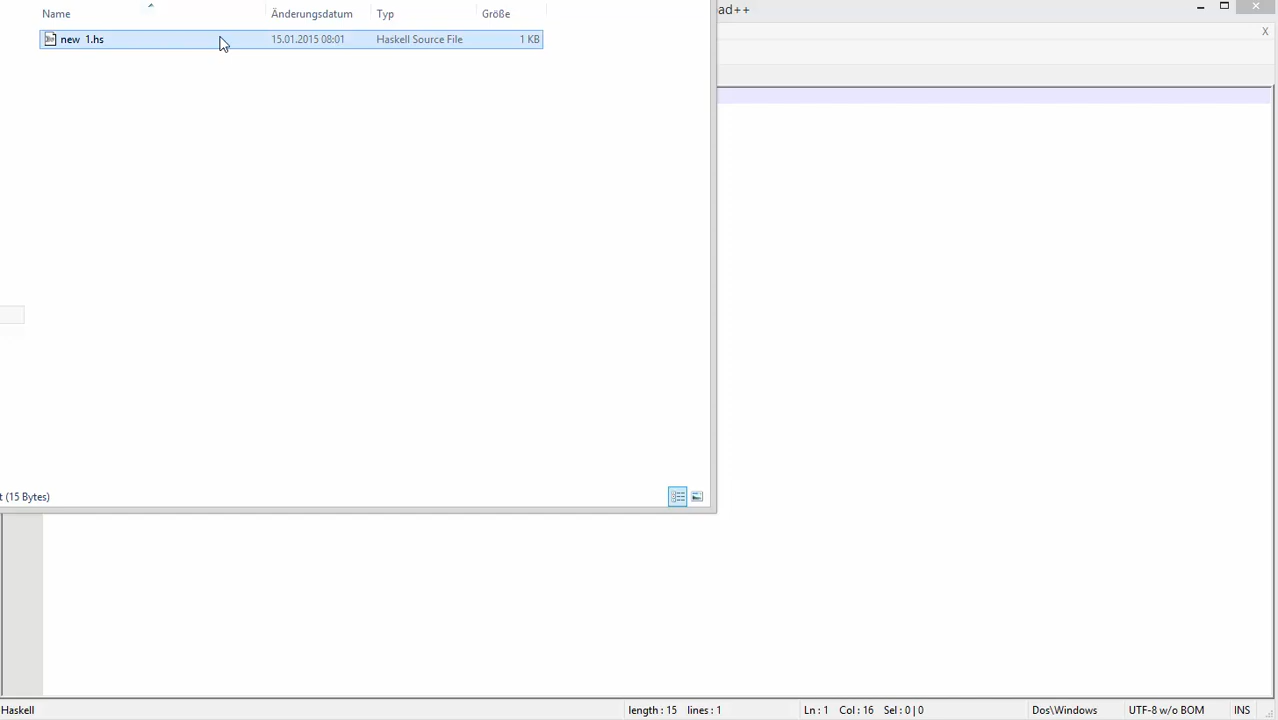 ad++
Name Änderungsdatum Typ Größe
new 1.hs 15.01.2015 08:01 Haskell Source File 1 KB
X
t (15 Bytes)
Haskell length : 15 lines : 1 Ln : 1 Col : 16 Sel : 0 | 0 Dos\Windows UTF-8 w/o BOM INS